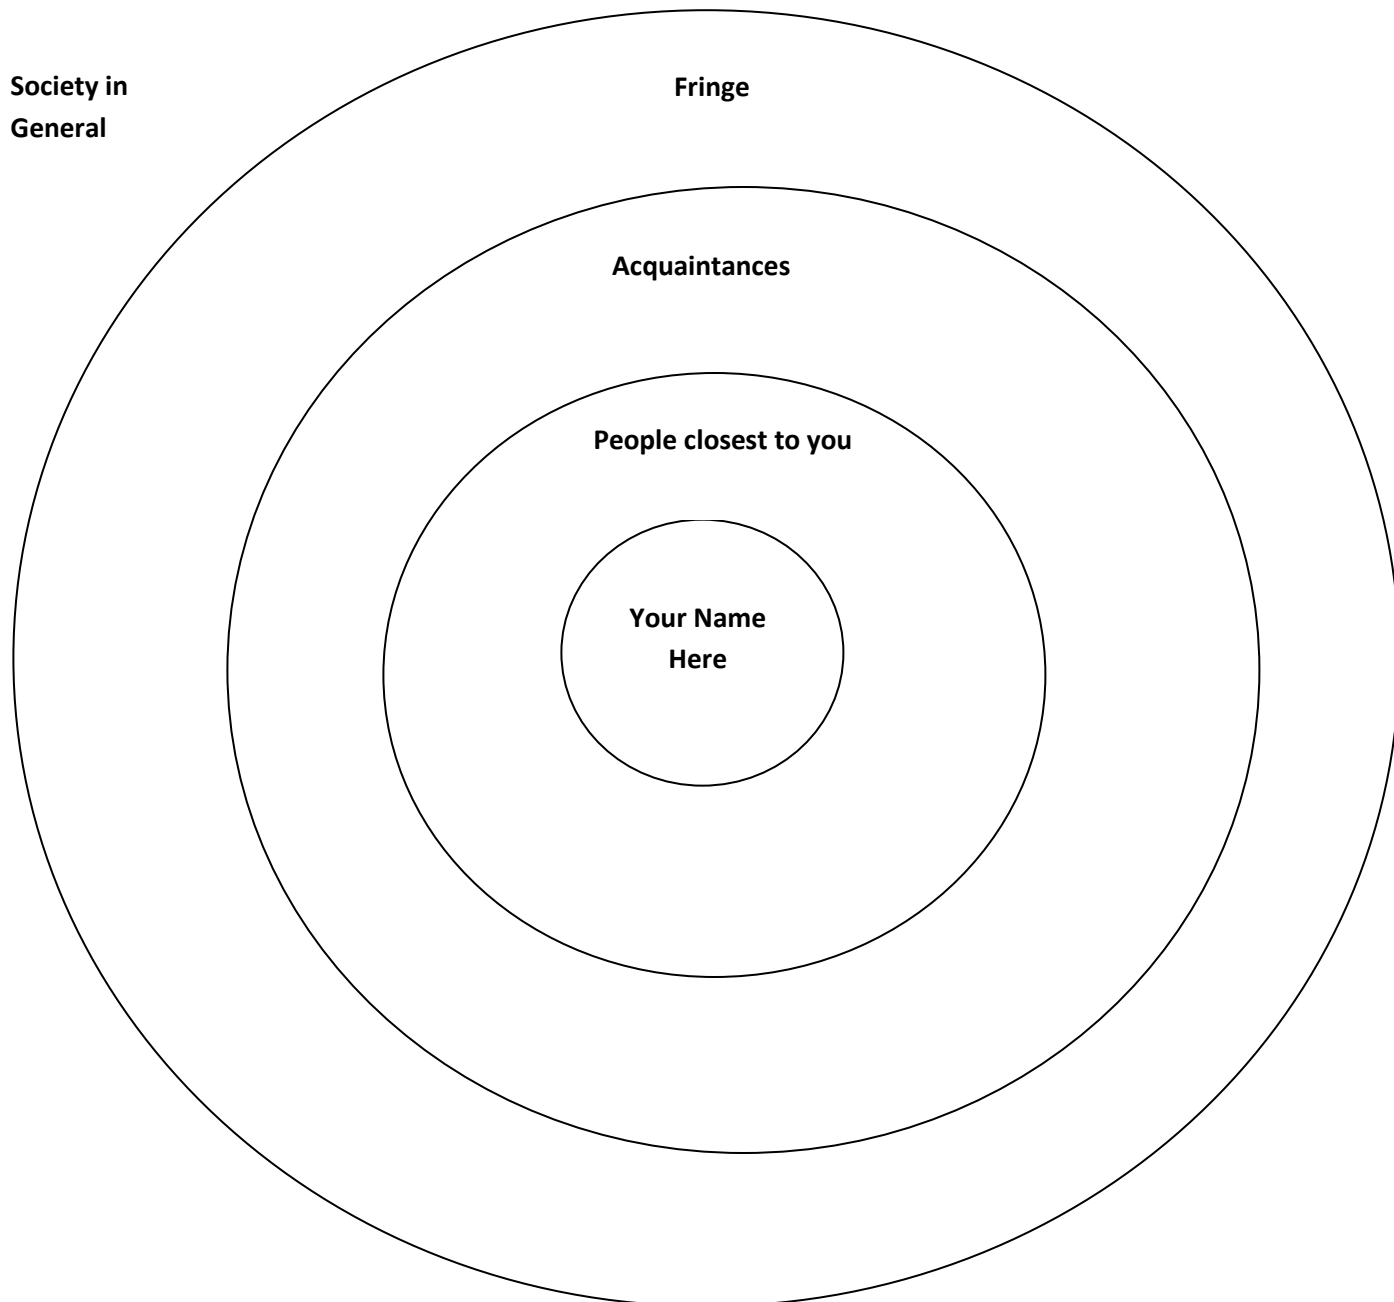 Society in
General
Fringe
Acquaintances
People closest to you
Your Name
Here